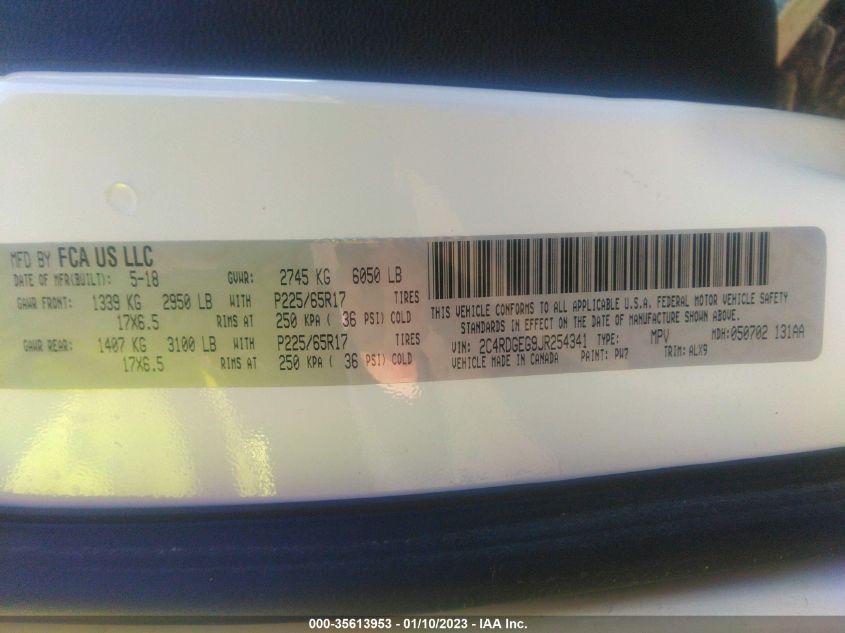 MFD BY FCA US LLC
DATE OF MFR(BUILT): 5-18 GVWR: 2745 KG 6050 LB
GAWR FRONT: 1339 KG 2950 LB WITH P225/65R17 TIRES
17X6.5 RIMS AT 250 KPA ( 36 PSI) COLD
GAWR REAR: 1407 KG 3100 LB WITH P225/65R17 TIRES
17X6.5 RIMS AT 250 KPA ( 36 PSI) COLD
THIS VEHICLE CONFORMS TO ALL APPLICABLE U.S.A. FEDERAL MOTOR VEHICLE SAFETY
STANDARDS IN EFFECT ON THE DATE OF MANUFACTURE SHOWN ABOVE.
VIN: 2C4RDGEG9JR254341 TYPE: MPV MDH: 050702 131AA
VEHICLE MADE IN CANADA PAINT: PW7 TRIM: ALX9
000-35613953 - 01/10/2023 - IAA Inc.